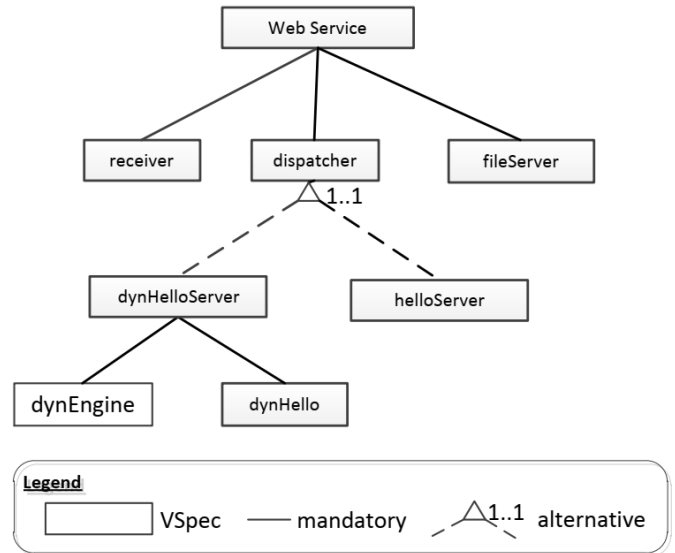 Web Service
receiver
dispatcher
fileServer
1..1
dynHelloServer
helloServer
dynEngine
dynHello
Legend
VSpec
mandatory
1..1
alternative